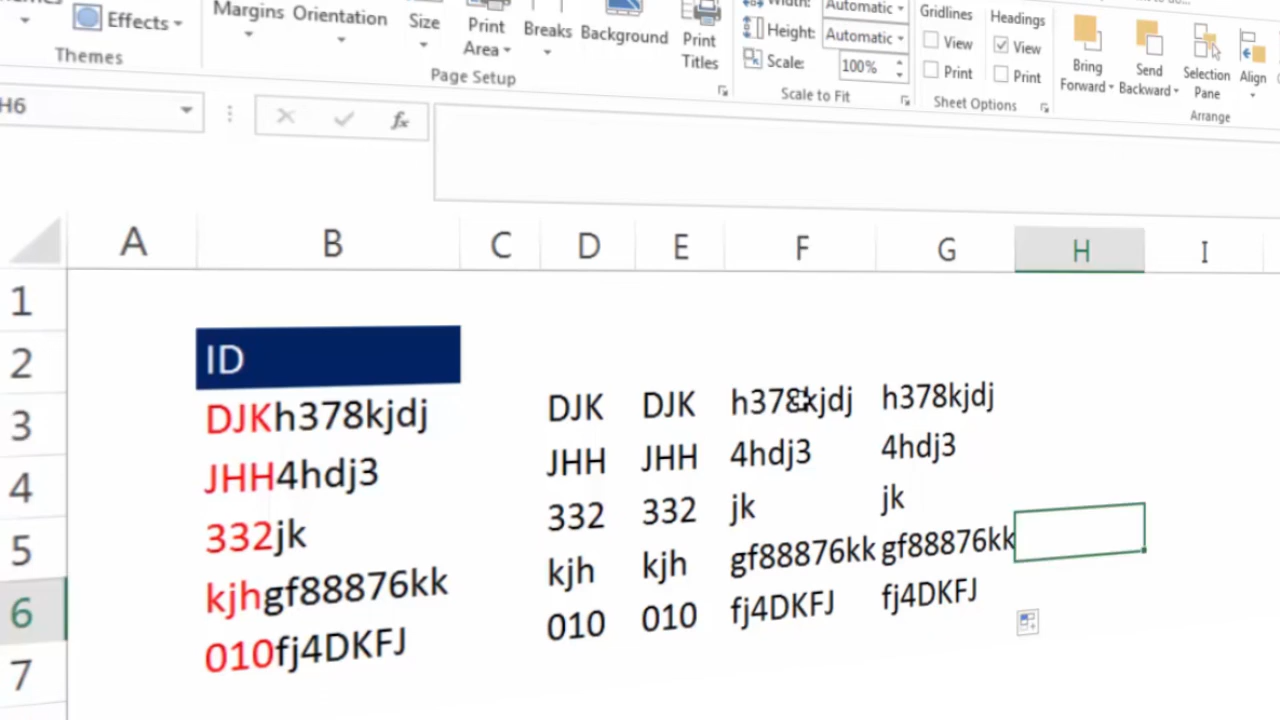 Effects
Themes
Margins Orientation Size Print Area Breaks Background Print Titles
Page Setup
Width: Automatic
Height: Automatic
Scale: 100%
Scale to Fit
Gridlines Headings
View View
Print Print
Sheet Options
Bring Forward Send Backward Selection Pane Align
Arrange
H6 fx
A B C D E F G H I
1
2 ID
3 DJKh378kjdj DJK DJK h378kjdj h378kjdj
4 JHH4hdj3 JHH JHH 4hdj3 4hdj3
5 332jk 332 332 jk jk
6 kjhgf88876kk kjh kjh gf88876kk gf88876kk
7 010fj4DKFJ 010 010 fj4DKFJ fj4DKFJ